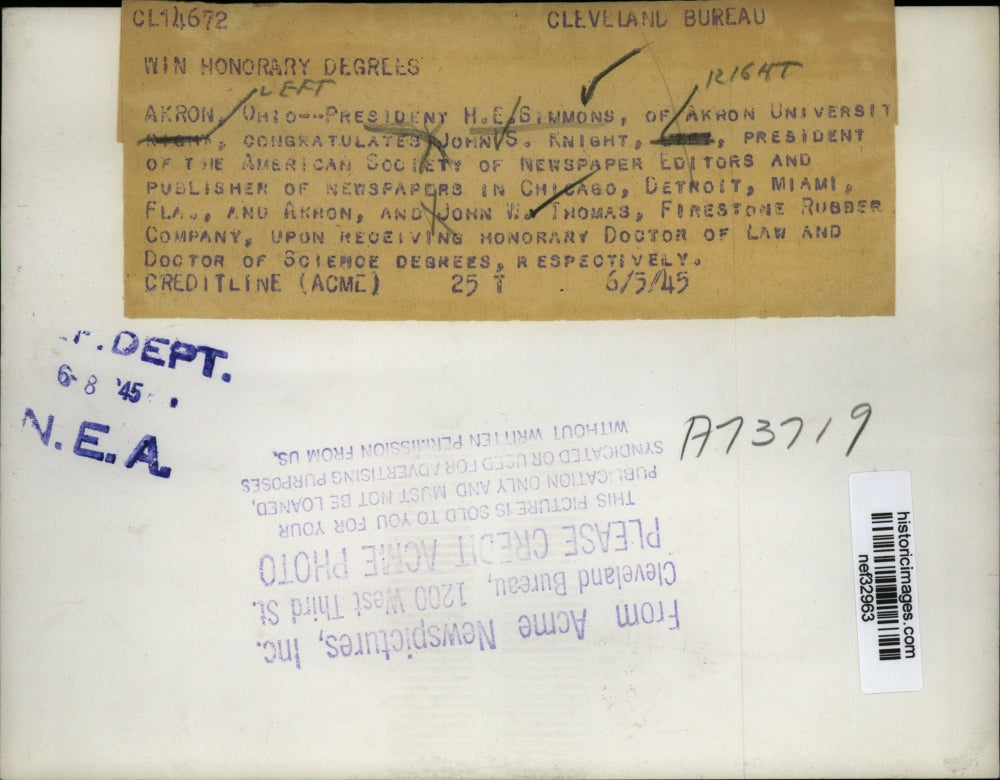 CL14672 CLEVELAND BUREAU
WIN HONORARY DEGREES
LEFT RIGHT
AKRON, OHIO--PRESIDENT H.E. SIMMONS, OF AKRON UNIVERSIT
RIGHT, CONGRATULATES JOHN S. KNIGHT, , PRESIDENT
OF THE AMERICAN SOCIETY OF NEWSPAPER EDITORS AND
PUBLISHER OF NEWSPAPERS IN CHICAGO, DETROIT, MIAMI,
FLA., AND AKRON, AND JOHN W. THOMAS, FIRESTONE RUBBER
COMPANY, UPON RECEIVING HONORARY DOCTOR OF LAW AND
DOCTOR OF SCIENCE DEGREES, RESPECTIVELY.
CREDITLINE (ACME) 25 T 6/5/45
DEPT.
6-8 '45
N.E.A.
A73719
From Acme Newspictures, Inc.
Cleveland Bureau, 1200 West Third St.
PLEASE CREDIT ACME PHOTO
THIS PICTURE IS SOLD TO YOU FOR YOUR
PUBLICATION ONLY AND MUST NOT BE LOANED,
SYNDICATED OR USED FOR ADVERTISING PURPOSES
WITHOUT WRITTEN PERMISSION FROM US.
historicimages.com
nef32963